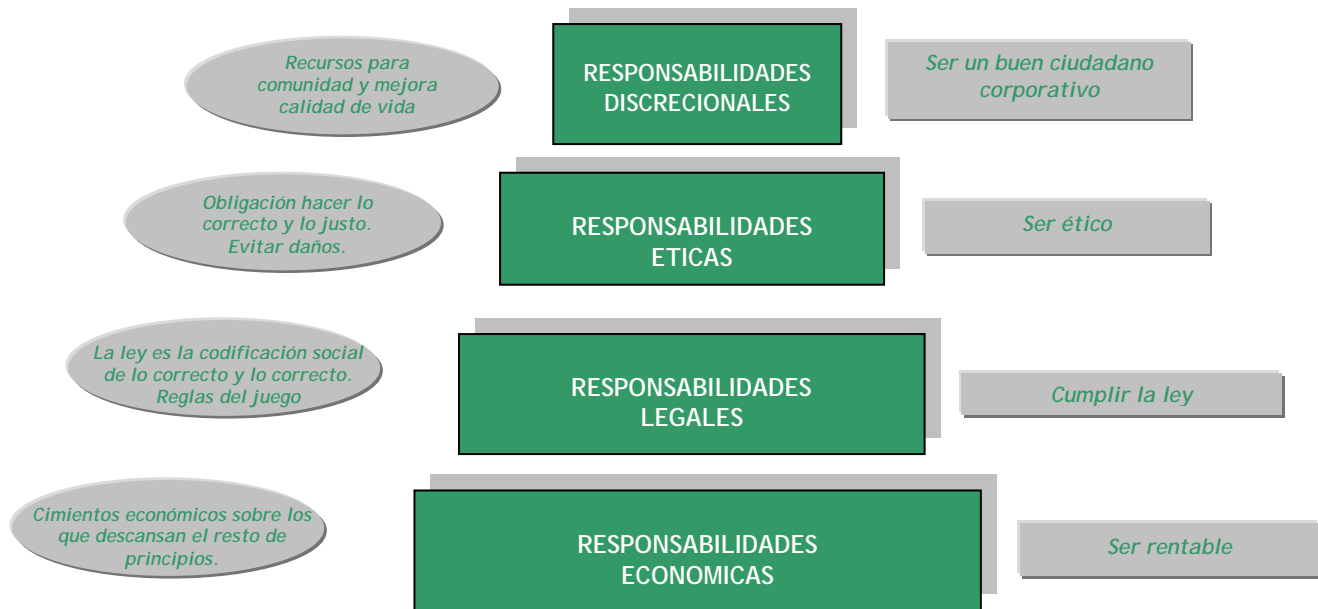 Recursos para
comunidad y mejora
calidad de vida
RESPONSABILIDADES
DISCRECIONALES
Ser un buen ciudadano
corporativo
Obligación hacer lo
correcto y lo justo.
Evitar daños.
RESPONSABILIDADES
ETICAS
Ser ético
La ley es la codificación social
de lo correcto y lo correcto.
Reglas del juego
RESPONSABILIDADES
LEGALES
Cumplir la ley
Cimientos económicos sobre los
que descansan el resto de
principios.
RESPONSABILIDADES
ECONOMICAS
Ser rentable